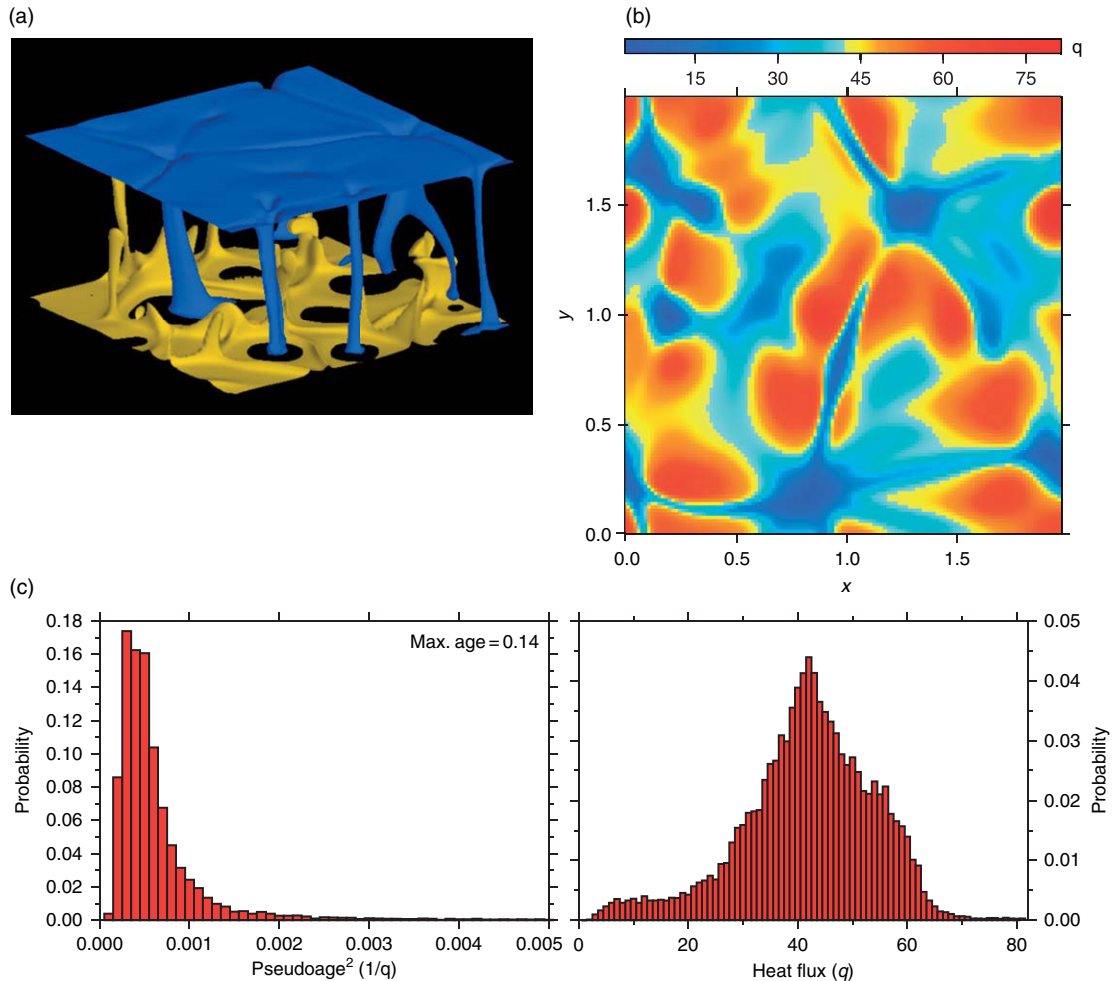 (a)
(b)
q
15 30 45 60 75
1.5
1.0
0.5
0.0
y
0.0 0.5 1.0 1.5
x
(c)
0.18
0.16
0.14
0.12
0.10
0.08
0.06
0.04
0.02
0.00
Probability
Max. age = 0.14
0.000 0.001 0.002 0.003 0.004 0.005
Pseudoage² (1/q)
0.05
0.04
0.03
0.02
0.01
0.00
Probability
0 20 40 60 80
Heat flux (q)